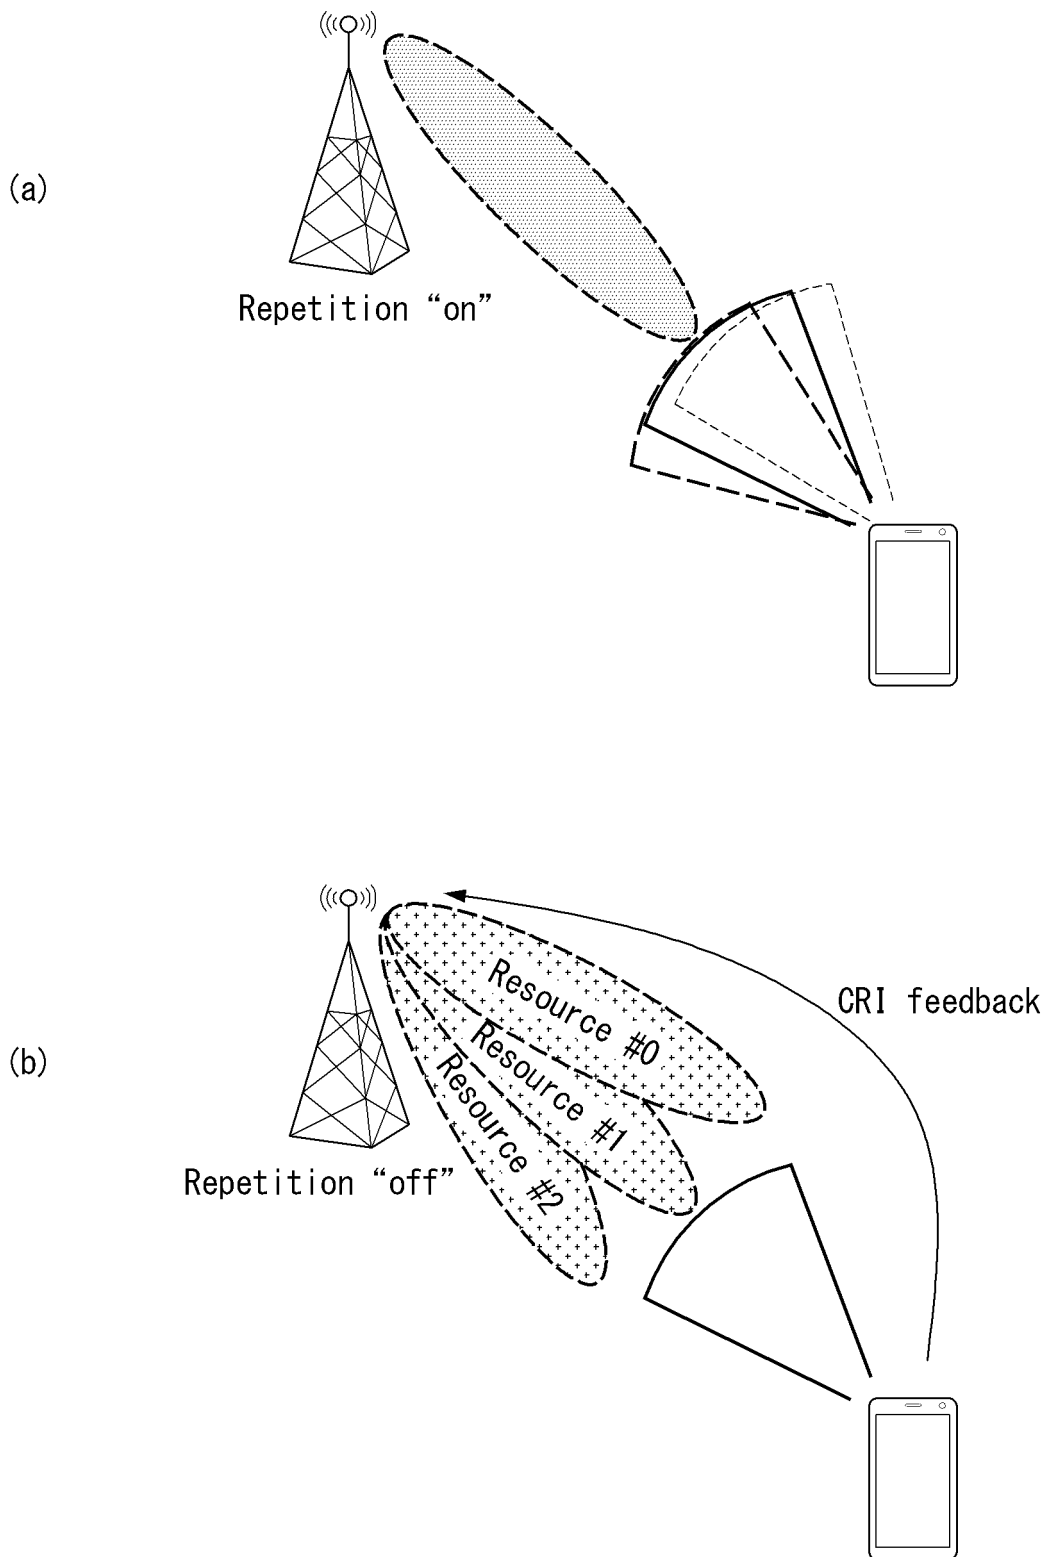 (a)
Repetition “on”
(b)
Resource #0
Resource #1
Resource #2
CRI feedback
Repetition “off”